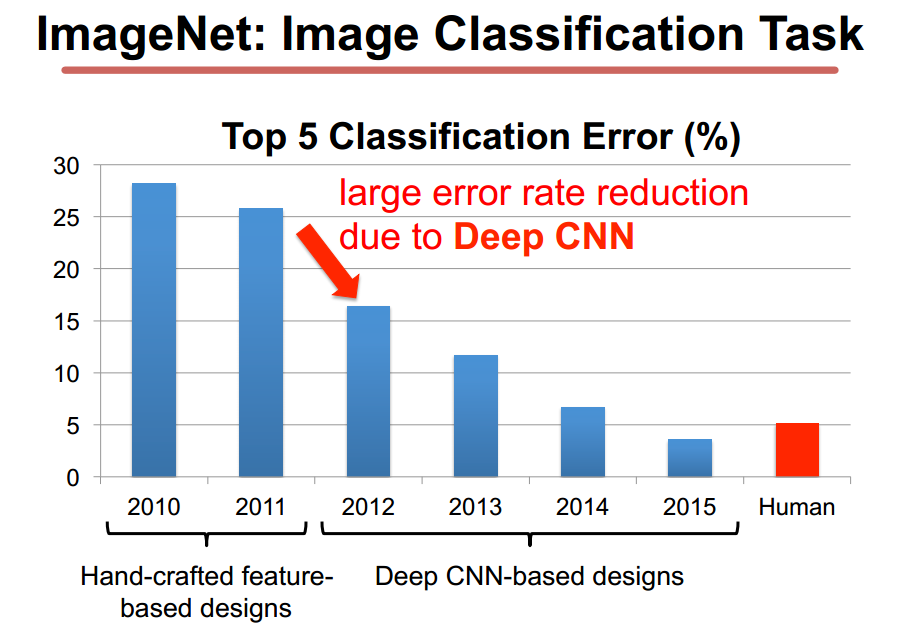 ImageNet: Image Classification Task
Top 5 Classification Error (%)
30
25
20
15
10
5
0
large error rate reduction
due to Deep CNN
2010
2011
2012
2013
2014
2015
Human
Hand-crafted feature-
based designs
Deep CNN-based designs